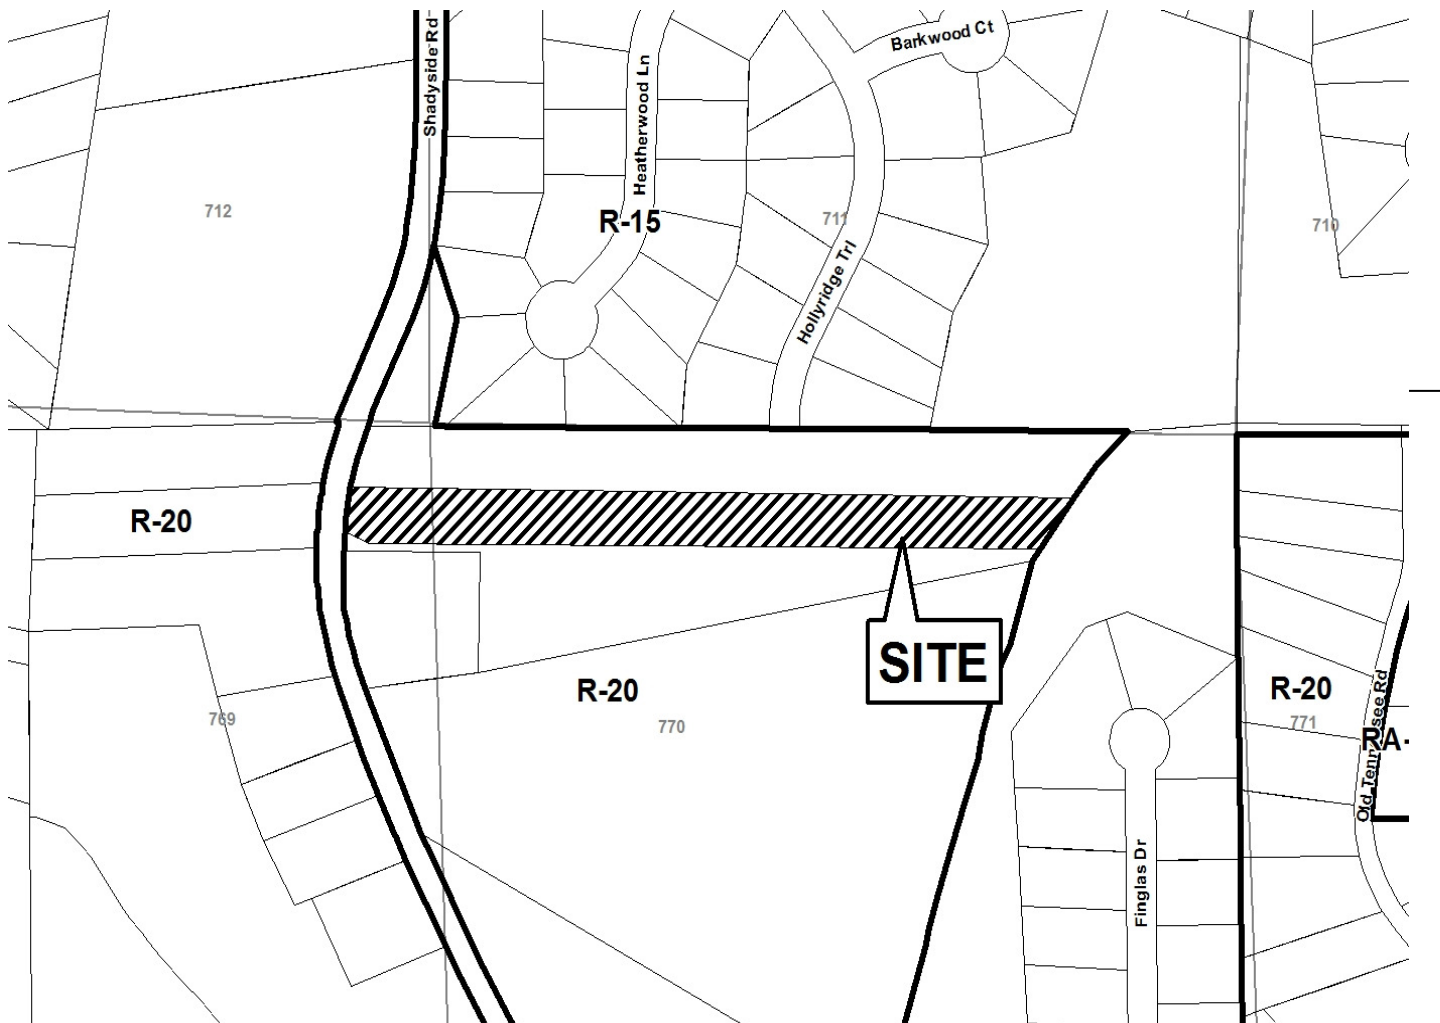 Shadyside Rd
Heatherwood Ln
Barkwood Ct
712
R-15
711
710
Hollyridge Trl
R-20
SITE
R-20
770
769
R-20
771
Old Tennessee Rd
RA-
Finglas Dr